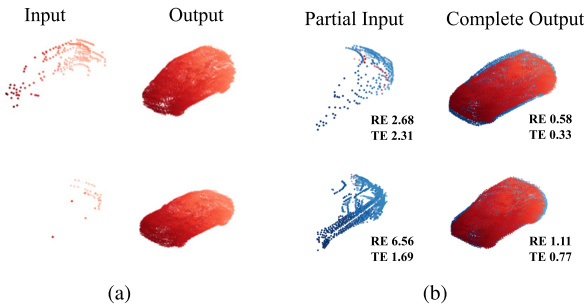 Input
Output
Partial Input
Complete Output
RE 2.68
TE 2.31
RE 0.58
TE 0.33
RE 6.56
TE 1.69
RE 1.11
TE 0.77
(a)
(b)